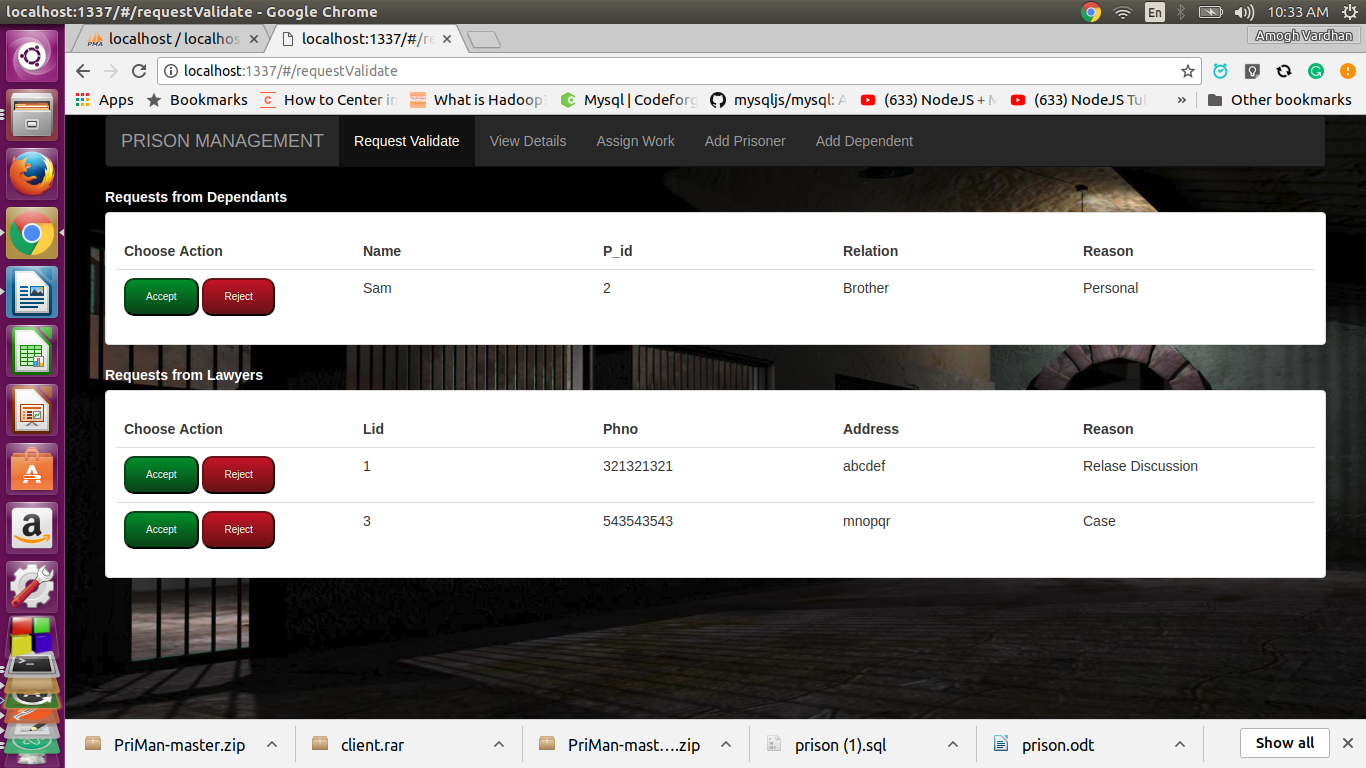 localhost:1337/#/requestValidate - Google Chrome
En
10:33 AM
localhost / localhos
localhost:1337/#/re
Amogh Vardhan
localhost:1337/#/requestValidate
Apps
Bookmarks
How to Center in
What is Hadoop?
Mysql | Codeforg
mysqljs/mysql: A
(633) NodeJS + M
(633) NodeJS Tut
»
Other bookmarks
PRISON MANAGEMENT
Request Validate
View Details
Assign Work
Add Prisoner
Add Dependent
Requests from Dependants
Choose Action Name P_id Relation Reason
Accept Reject Sam 2 Brother Personal
Requests from Lawyers
Choose Action Lid Phno Address Reason
Accept Reject 1 321321321 abcdef Relase Discussion
Accept Reject 3 543543543 mnopqr Case
PriMan-master.zip
client.rar
PriMan-mast....zip
prison (1).sql
prison.odt
Show all